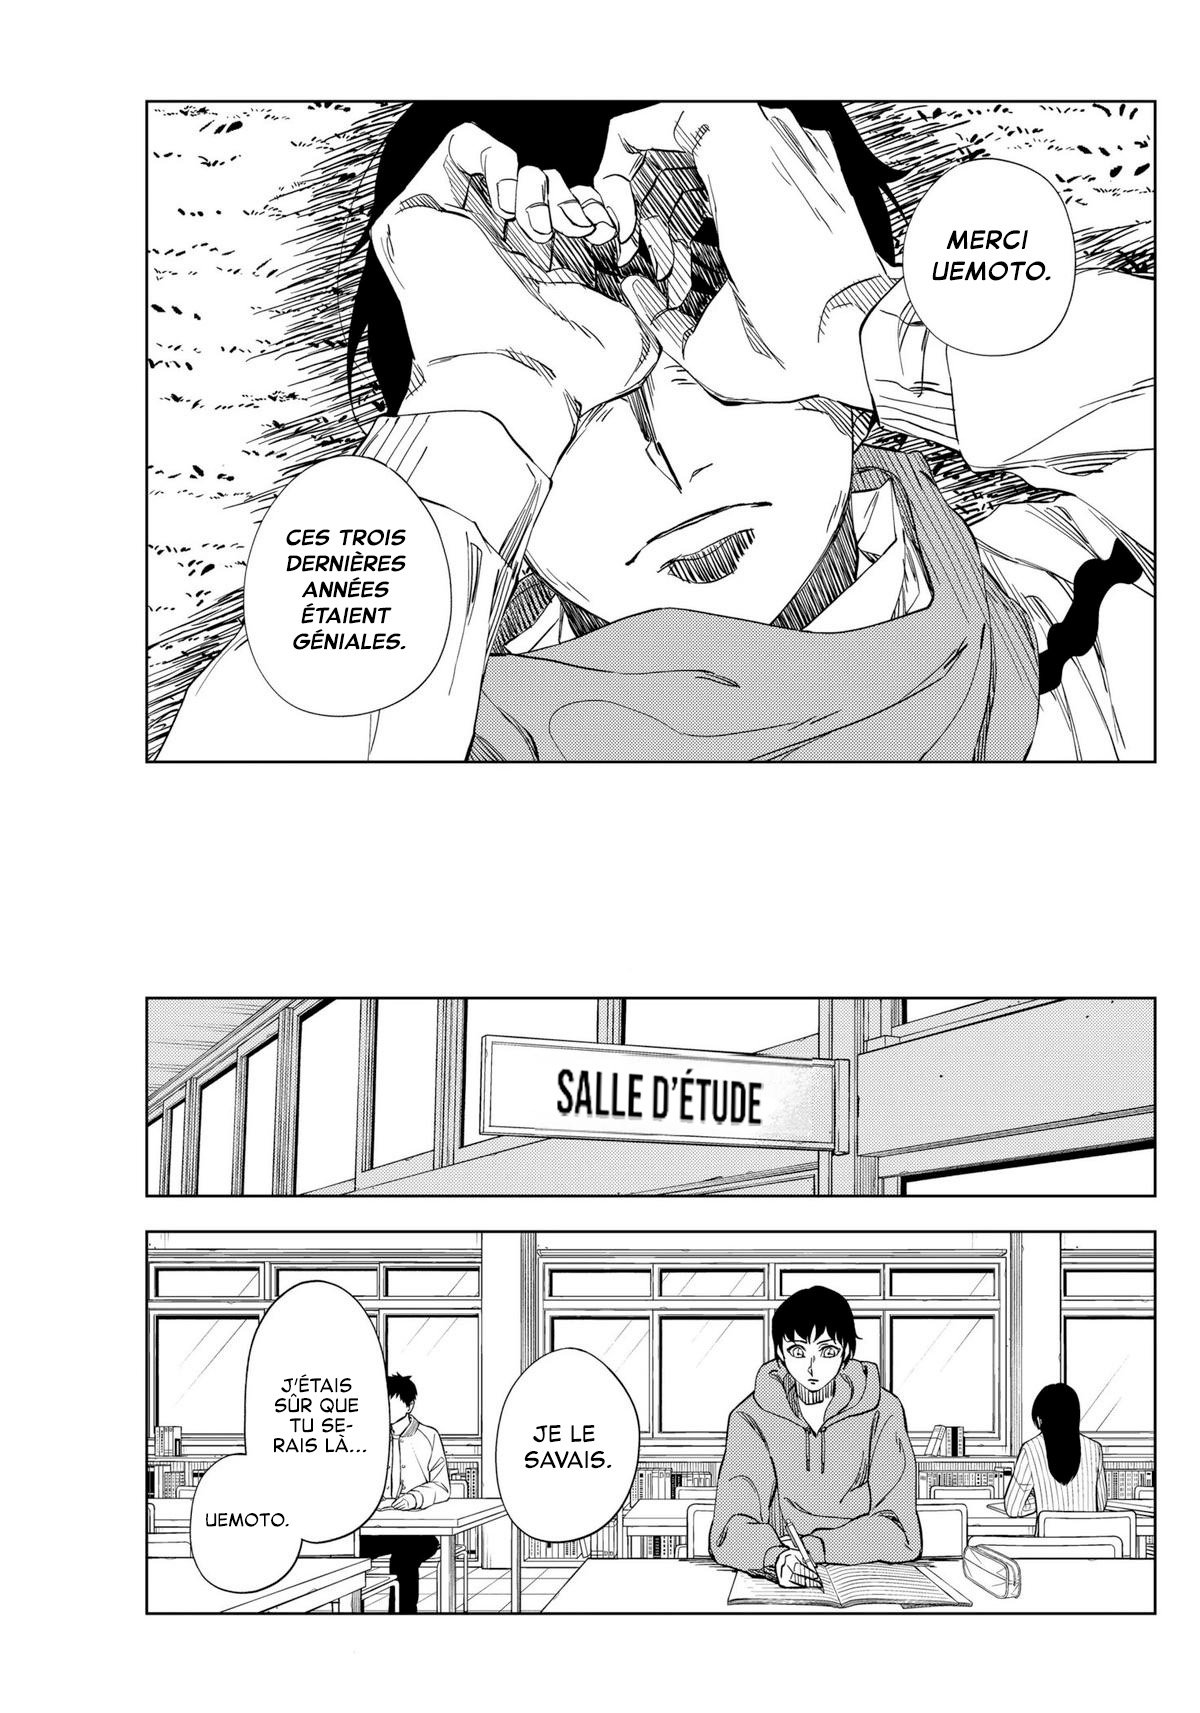 MERCI
UEMOTO.
CES TROIS
DERNIÈRES
ANNÉES
ÉTAIENT
GÉNIALES.
SALLE D'ÉTUDE
JE LE
SAVAIS.
J'ÉTAIS
SÛR QUE
TU SE-
RAIS LÀ...
UEMOTO.